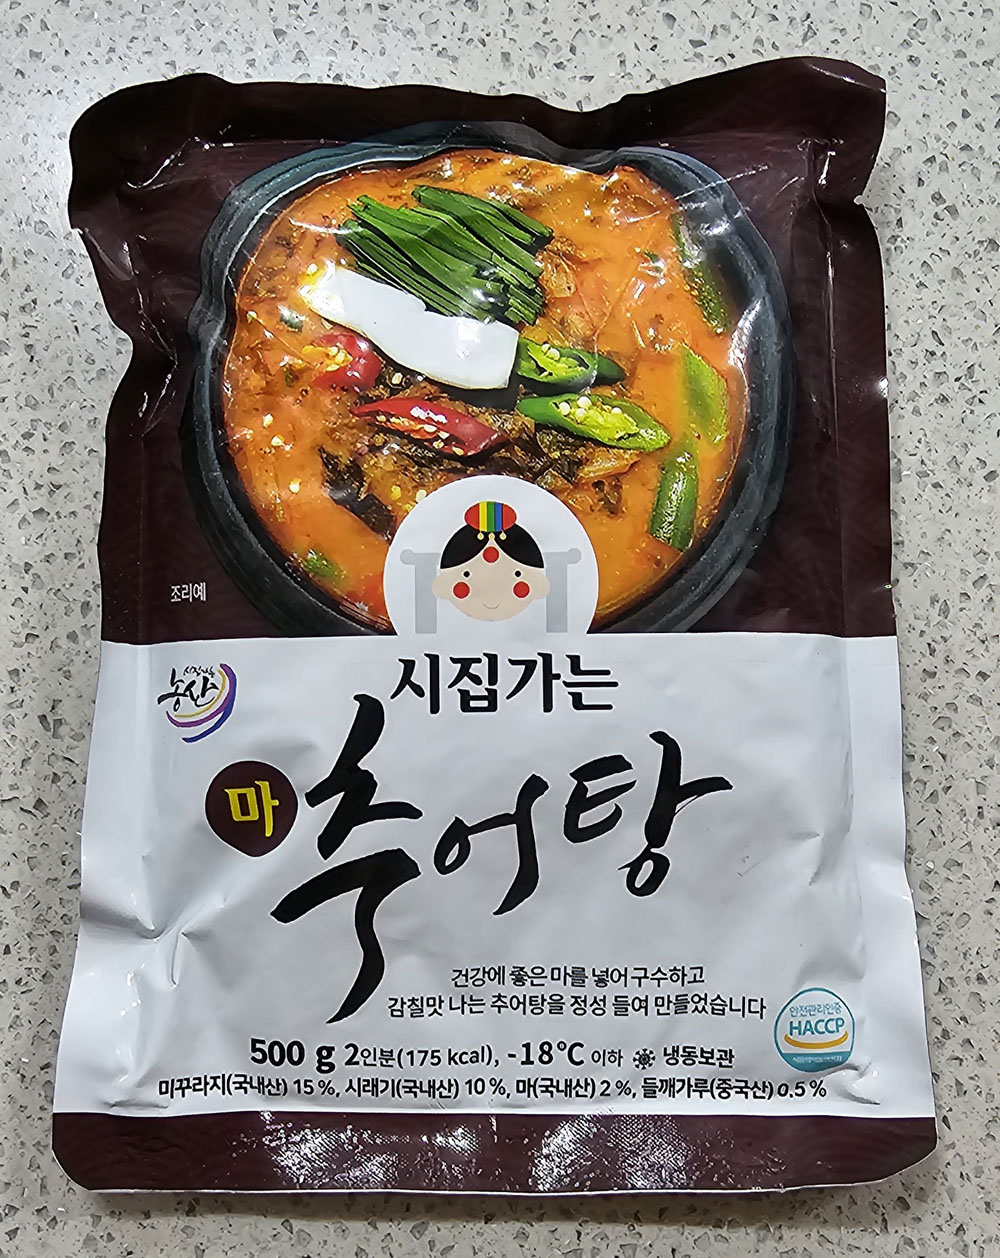 조리예
시집가는
농산
시집가는
마
추어탕
건강에 좋은 마를 넣어 구수하고
감칠맛 나는 추어탕을 정성 들여 만들었습니다
안전관리인증
HACCP
500 g 2인분(175 kcal), -18°C 이하 냉동보관
미꾸라지(국내산) 15 %, 시래기(국내산) 10 %, 마(국내산) 2 %, 들깨가루(중국산) 0.5 %